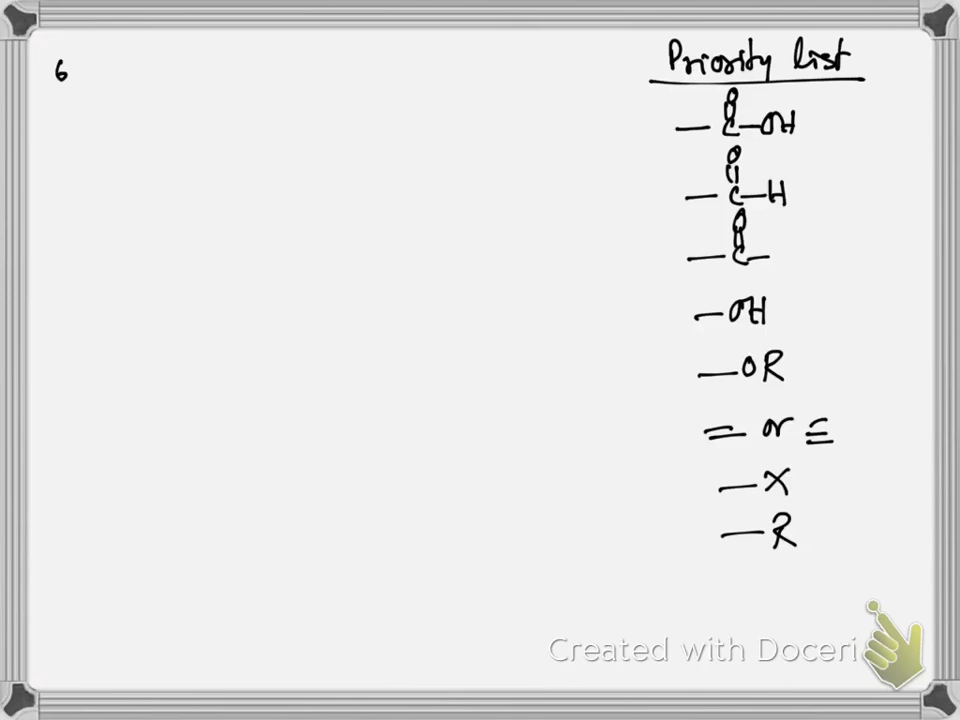 6
Priority list
O
— C—OH
O
— C—H
O
— C—
—OH
—OR
= or ≡
—X
—R
Created with Doceri